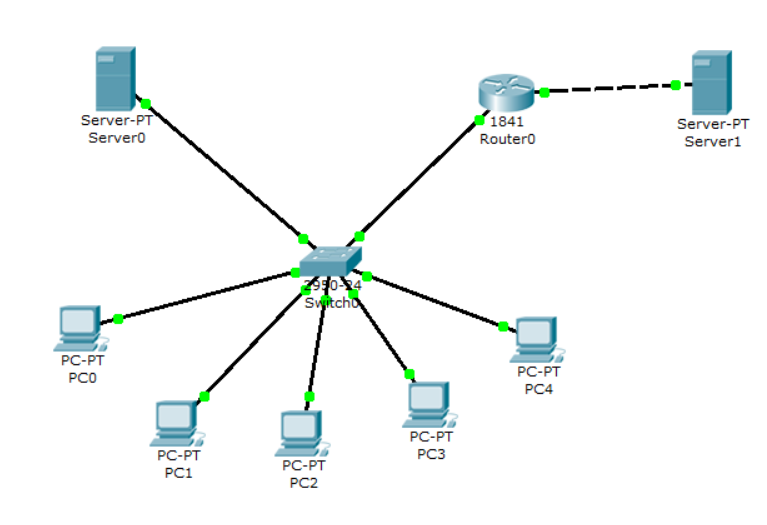 Server-PT
Server0
1841
Router0
Server-PT
Server1
2950-24
Switch0
PC-PT
PC0
PC-PT
PC1
PC-PT
PC2
PC-PT
PC3
PC-PT
PC4